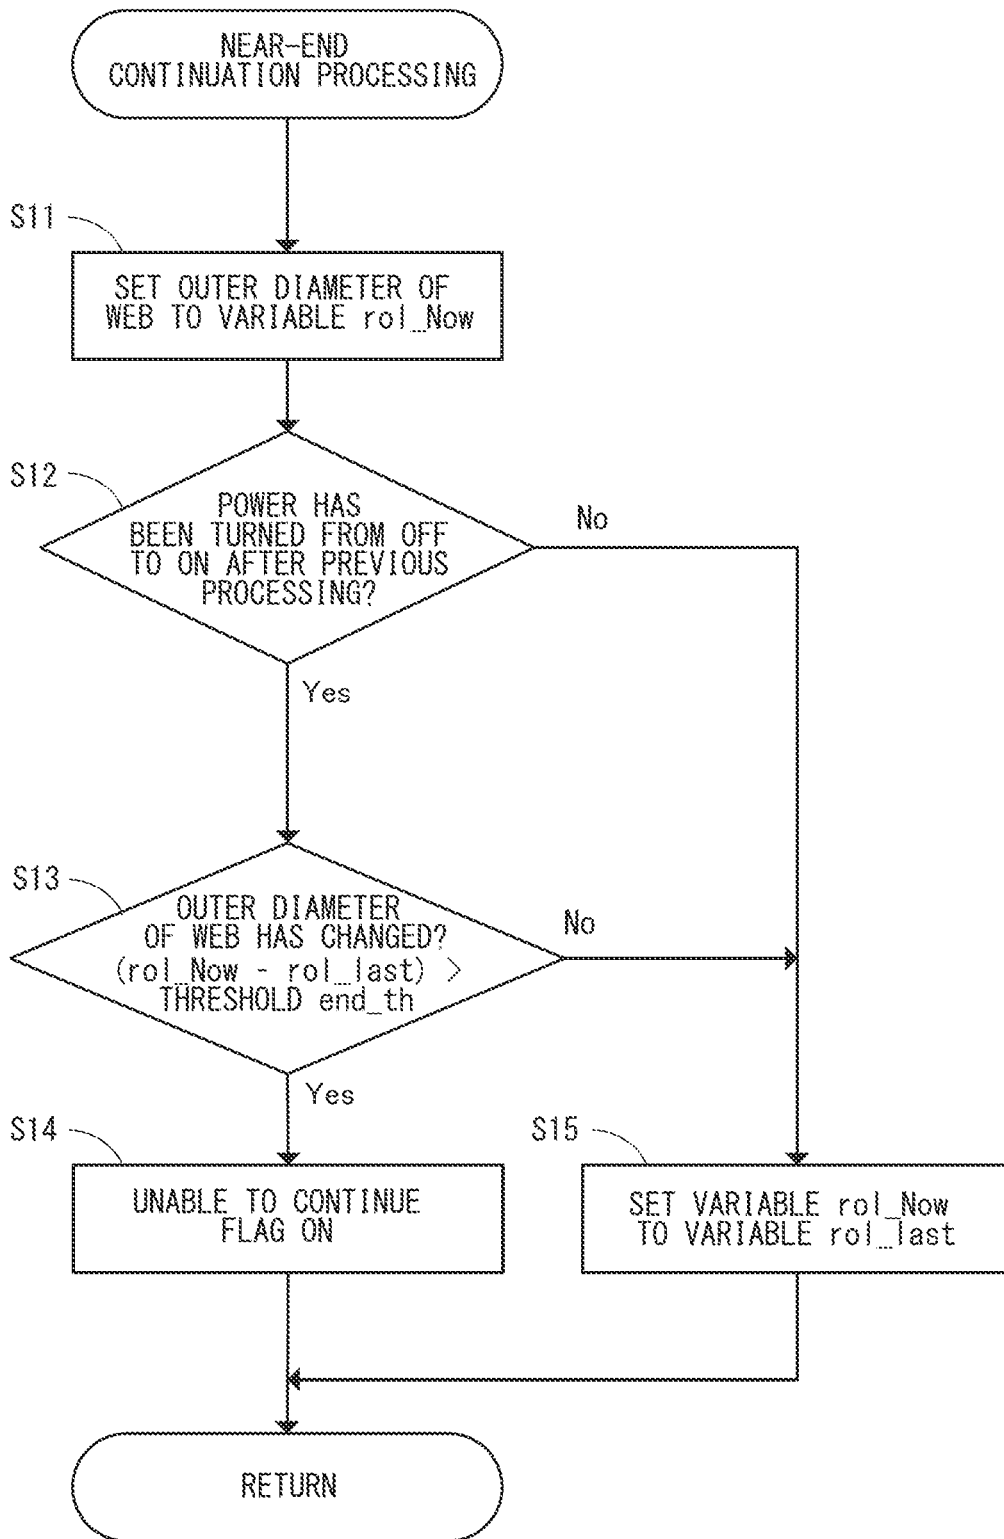 NEAR-END
CONTINUATION PROCESSING
S11
SET OUTER DIAMETER OF
WEB TO VARIABLE rol_Now
S12
POWER HAS
BEEN TURNED FROM OFF
TO ON AFTER PREVIOUS
PROCESSING?
No
Yes
S13
OUTER DIAMETER
OF WEB HAS CHANGED?
(rol_Now - rol_last) >
THRESHOLD end_th
No
Yes
S14
UNABLE TO CONTINUE
FLAG ON
S15
SET VARIABLE rol_Now
TO VARIABLE rol_last
RETURN